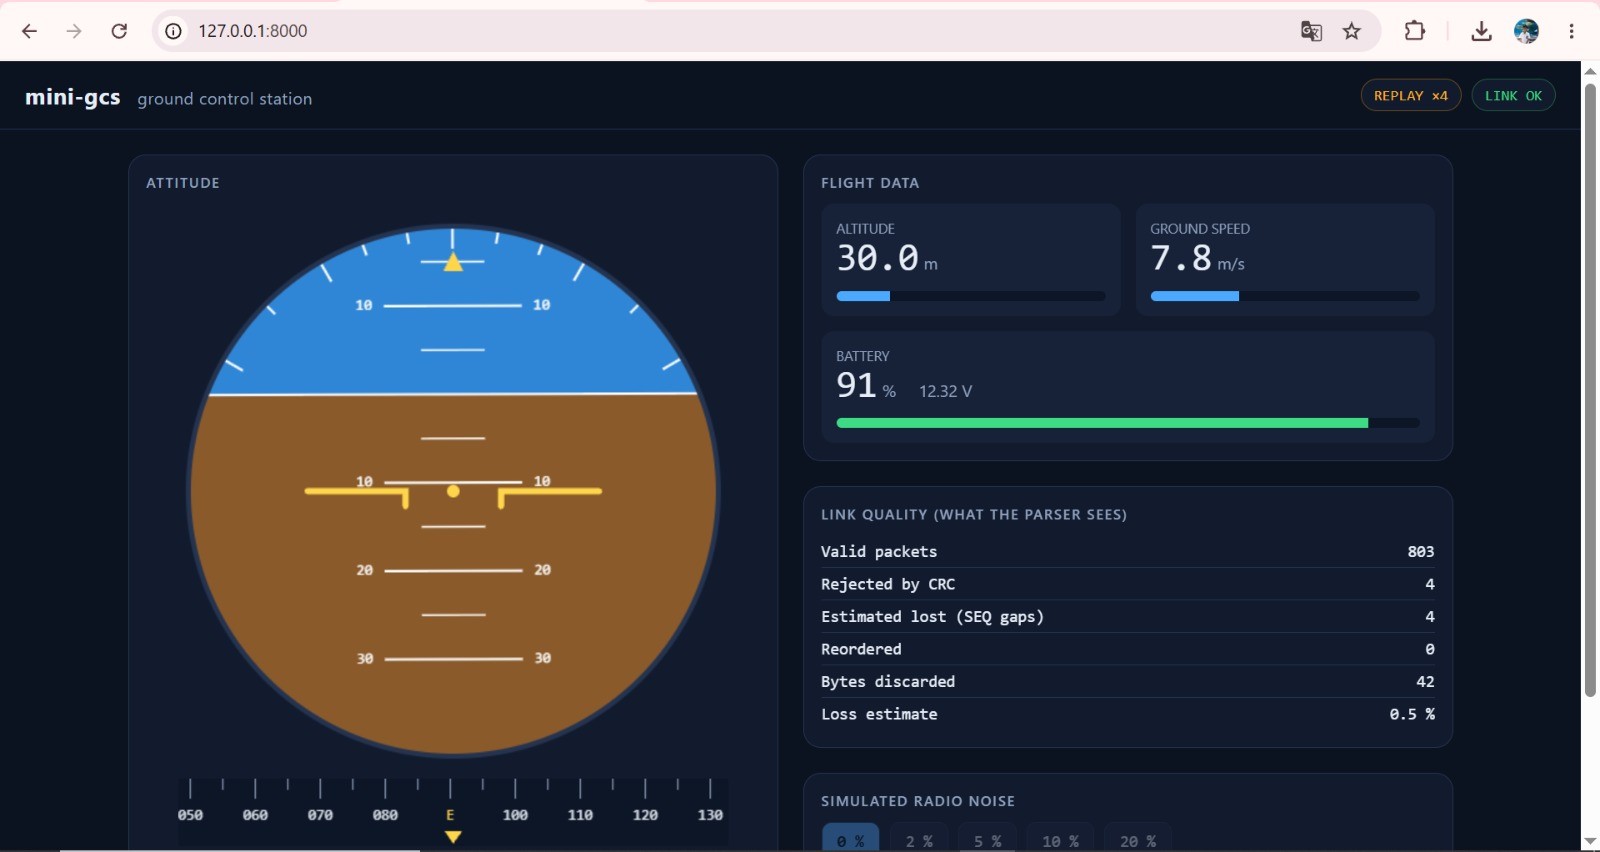 127.0.0.1:8000
mini-gcs ground control station
REPLAY ×4 LINK OK
ATTITUDE
10 10
10 10
20 20
30 30
050 060 070 080 E 100 110 120 130
FLIGHT DATA
ALTITUDE
30.0 m
GROUND SPEED
7.8 m/s
BATTERY
91 % 12.32 V
LINK QUALITY (WHAT THE PARSER SEES)
Valid packets 803
Rejected by CRC 4
Estimated lost (SEQ gaps) 4
Reordered 0
Bytes discarded 42
Loss estimate 0.5 %
SIMULATED RADIO NOISE
0 % 2 % 5 % 10 % 20 %